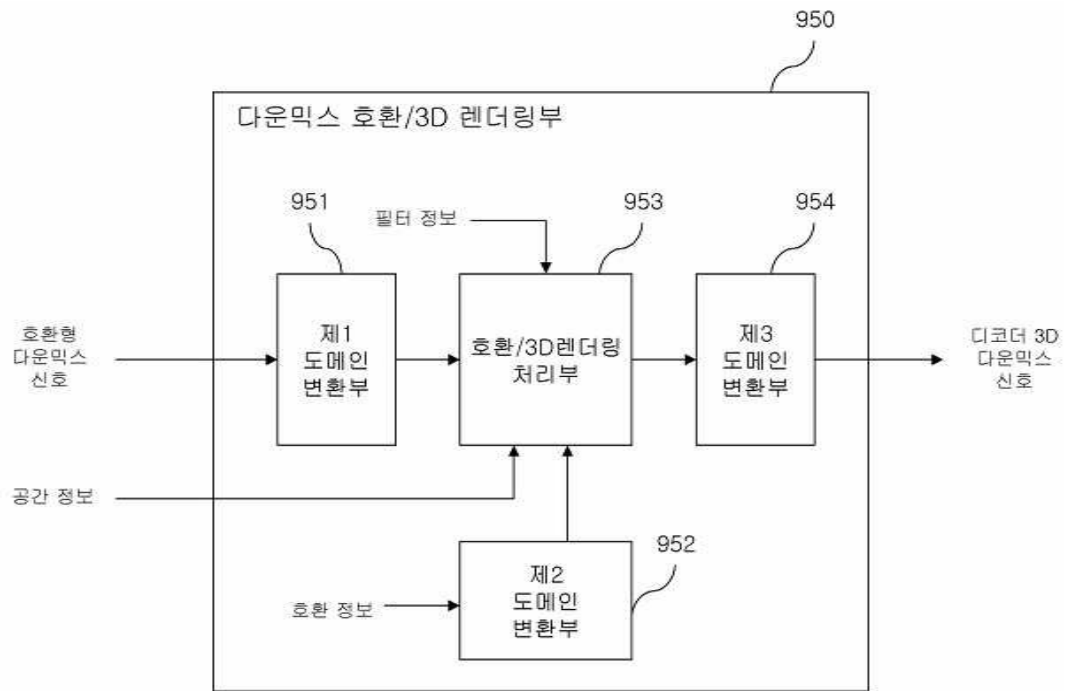 950
다운믹스 호환/3D 렌더링부
951
953
954
필터 정보
호환형
다운믹스
신호
제1
도메인
변환부
호환/3D렌더링
처리부
제3
도메인
변환부
디코더 3D
다운믹스
신호
공간 정보
952
제2
도메인
변환부
호환 정보